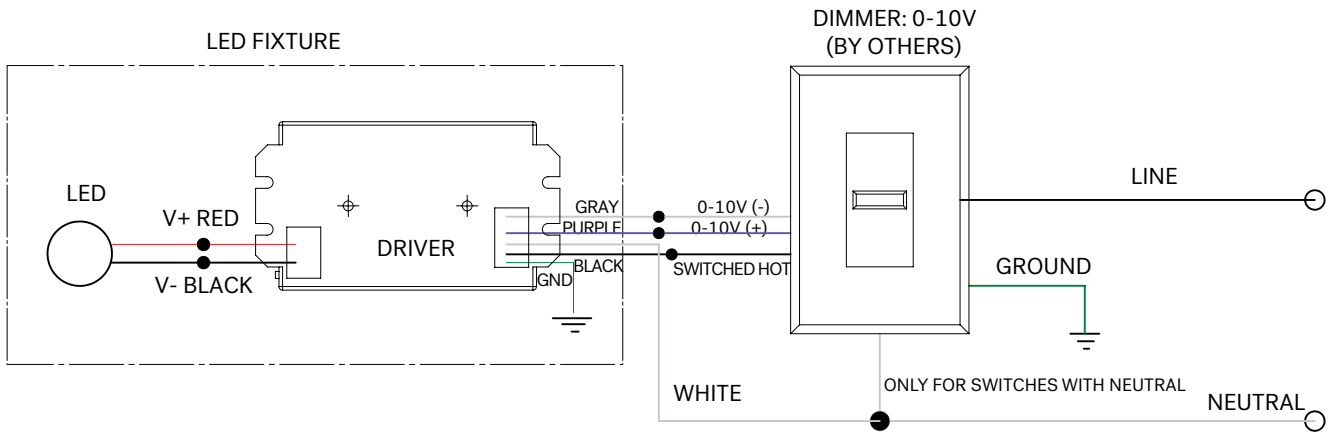 DIMMER: 0-10V
(BY OTHERS)
LED FIXTURE
LED
V+ RED
V- BLACK
DRIVER
GRAY
0-10V (-)
PURPLE
0-10V (+)
BLACK
SWITCHED HOT
GND
LINE
GROUND
WHITE
ONLY FOR SWITCHES WITH NEUTRAL
NEUTRAL